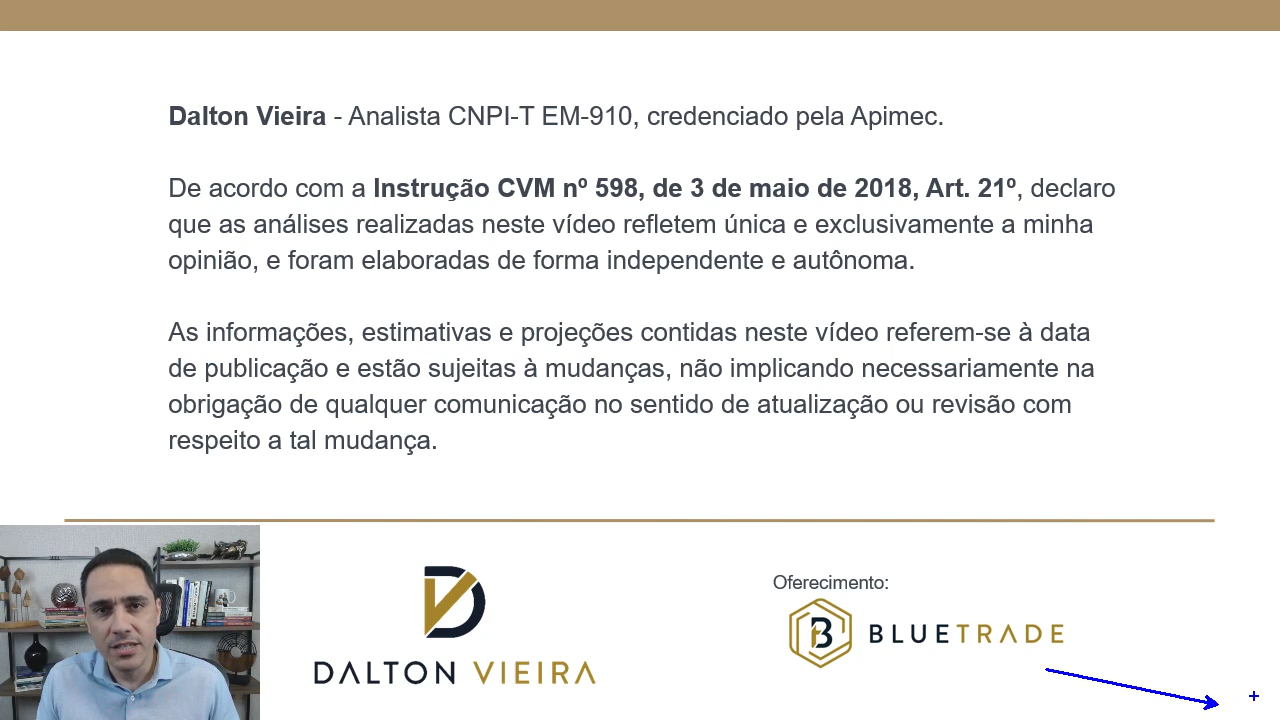 Dalton Vieira - Analista CNPI-T EM-910, credenciado pela Apimec.
De acordo com a Instrução CVM nº 598, de 3 de maio de 2018, Art. 21º, declaro
que as análises realizadas neste vídeo refletem única e exclusivamente a minha
opinião, e foram elaboradas de forma independente e autônoma.
As informações, estimativas e projeções contidas neste vídeo referem-se à data
de publicação e estão sujeitas à mudanças, não implicando necessariamente na
obrigação de qualquer comunicação no sentido de atualização ou revisão com
respeito a tal mudança.
DALTON VIEIRA
Oferecimento:
BLUETRADE